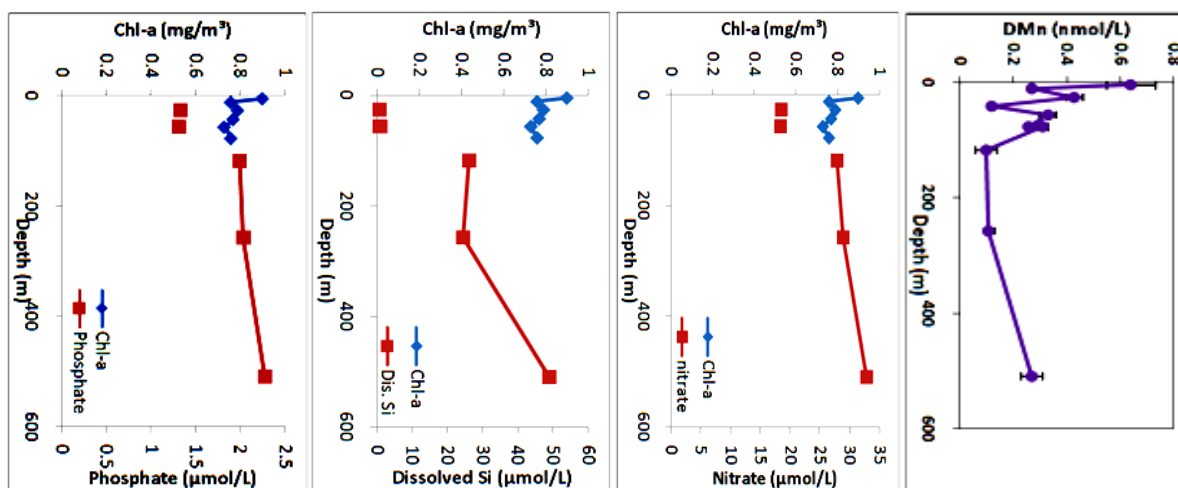 Chl-a (mg/m³)
0 0.2 0.4 0.6 0.8 1
0
200
400
600
Depth (m)
Chl-a
Phosphate
0 0.5 1 1.5 2 2.5
Phosphate (µmol/L)
Chl-a (mg/m³)
0 0.2 0.4 0.6 0.8 1
0
200
400
600
Depth (m)
Chl-a
Dis. Si
0 10 20 30 40 50 60
Dissolved Si (µmol/L)
Chl-a (mg/m³)
0 0.2 0.4 0.6 0.8 1
0
200
400
600
Depth (m)
Chl-a
nitrate
0 5 10 15 20 25 30 35
Nitrate (µmol/L)
DMn (nmol/L)
0 0.2 0.4 0.6 0.8
0
200
400
600
Depth (m)